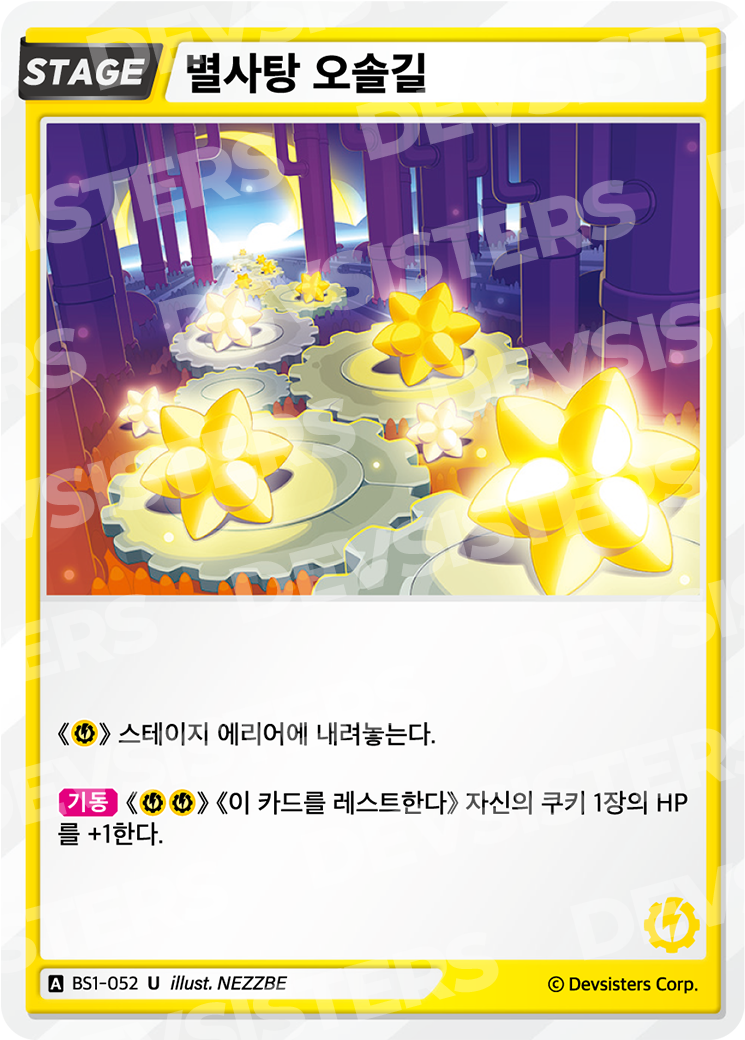 STAGE 별사탕 오솔길
《》 스테이지 에리어에 내려놓는다.
기동 《》《이 카드를 레스트한다》 자신의 쿠키 1장의 HP
를 +1한다.
A BS1-052 U illust. NEZZBE
© Devsisters Corp.
DEVSISTERS